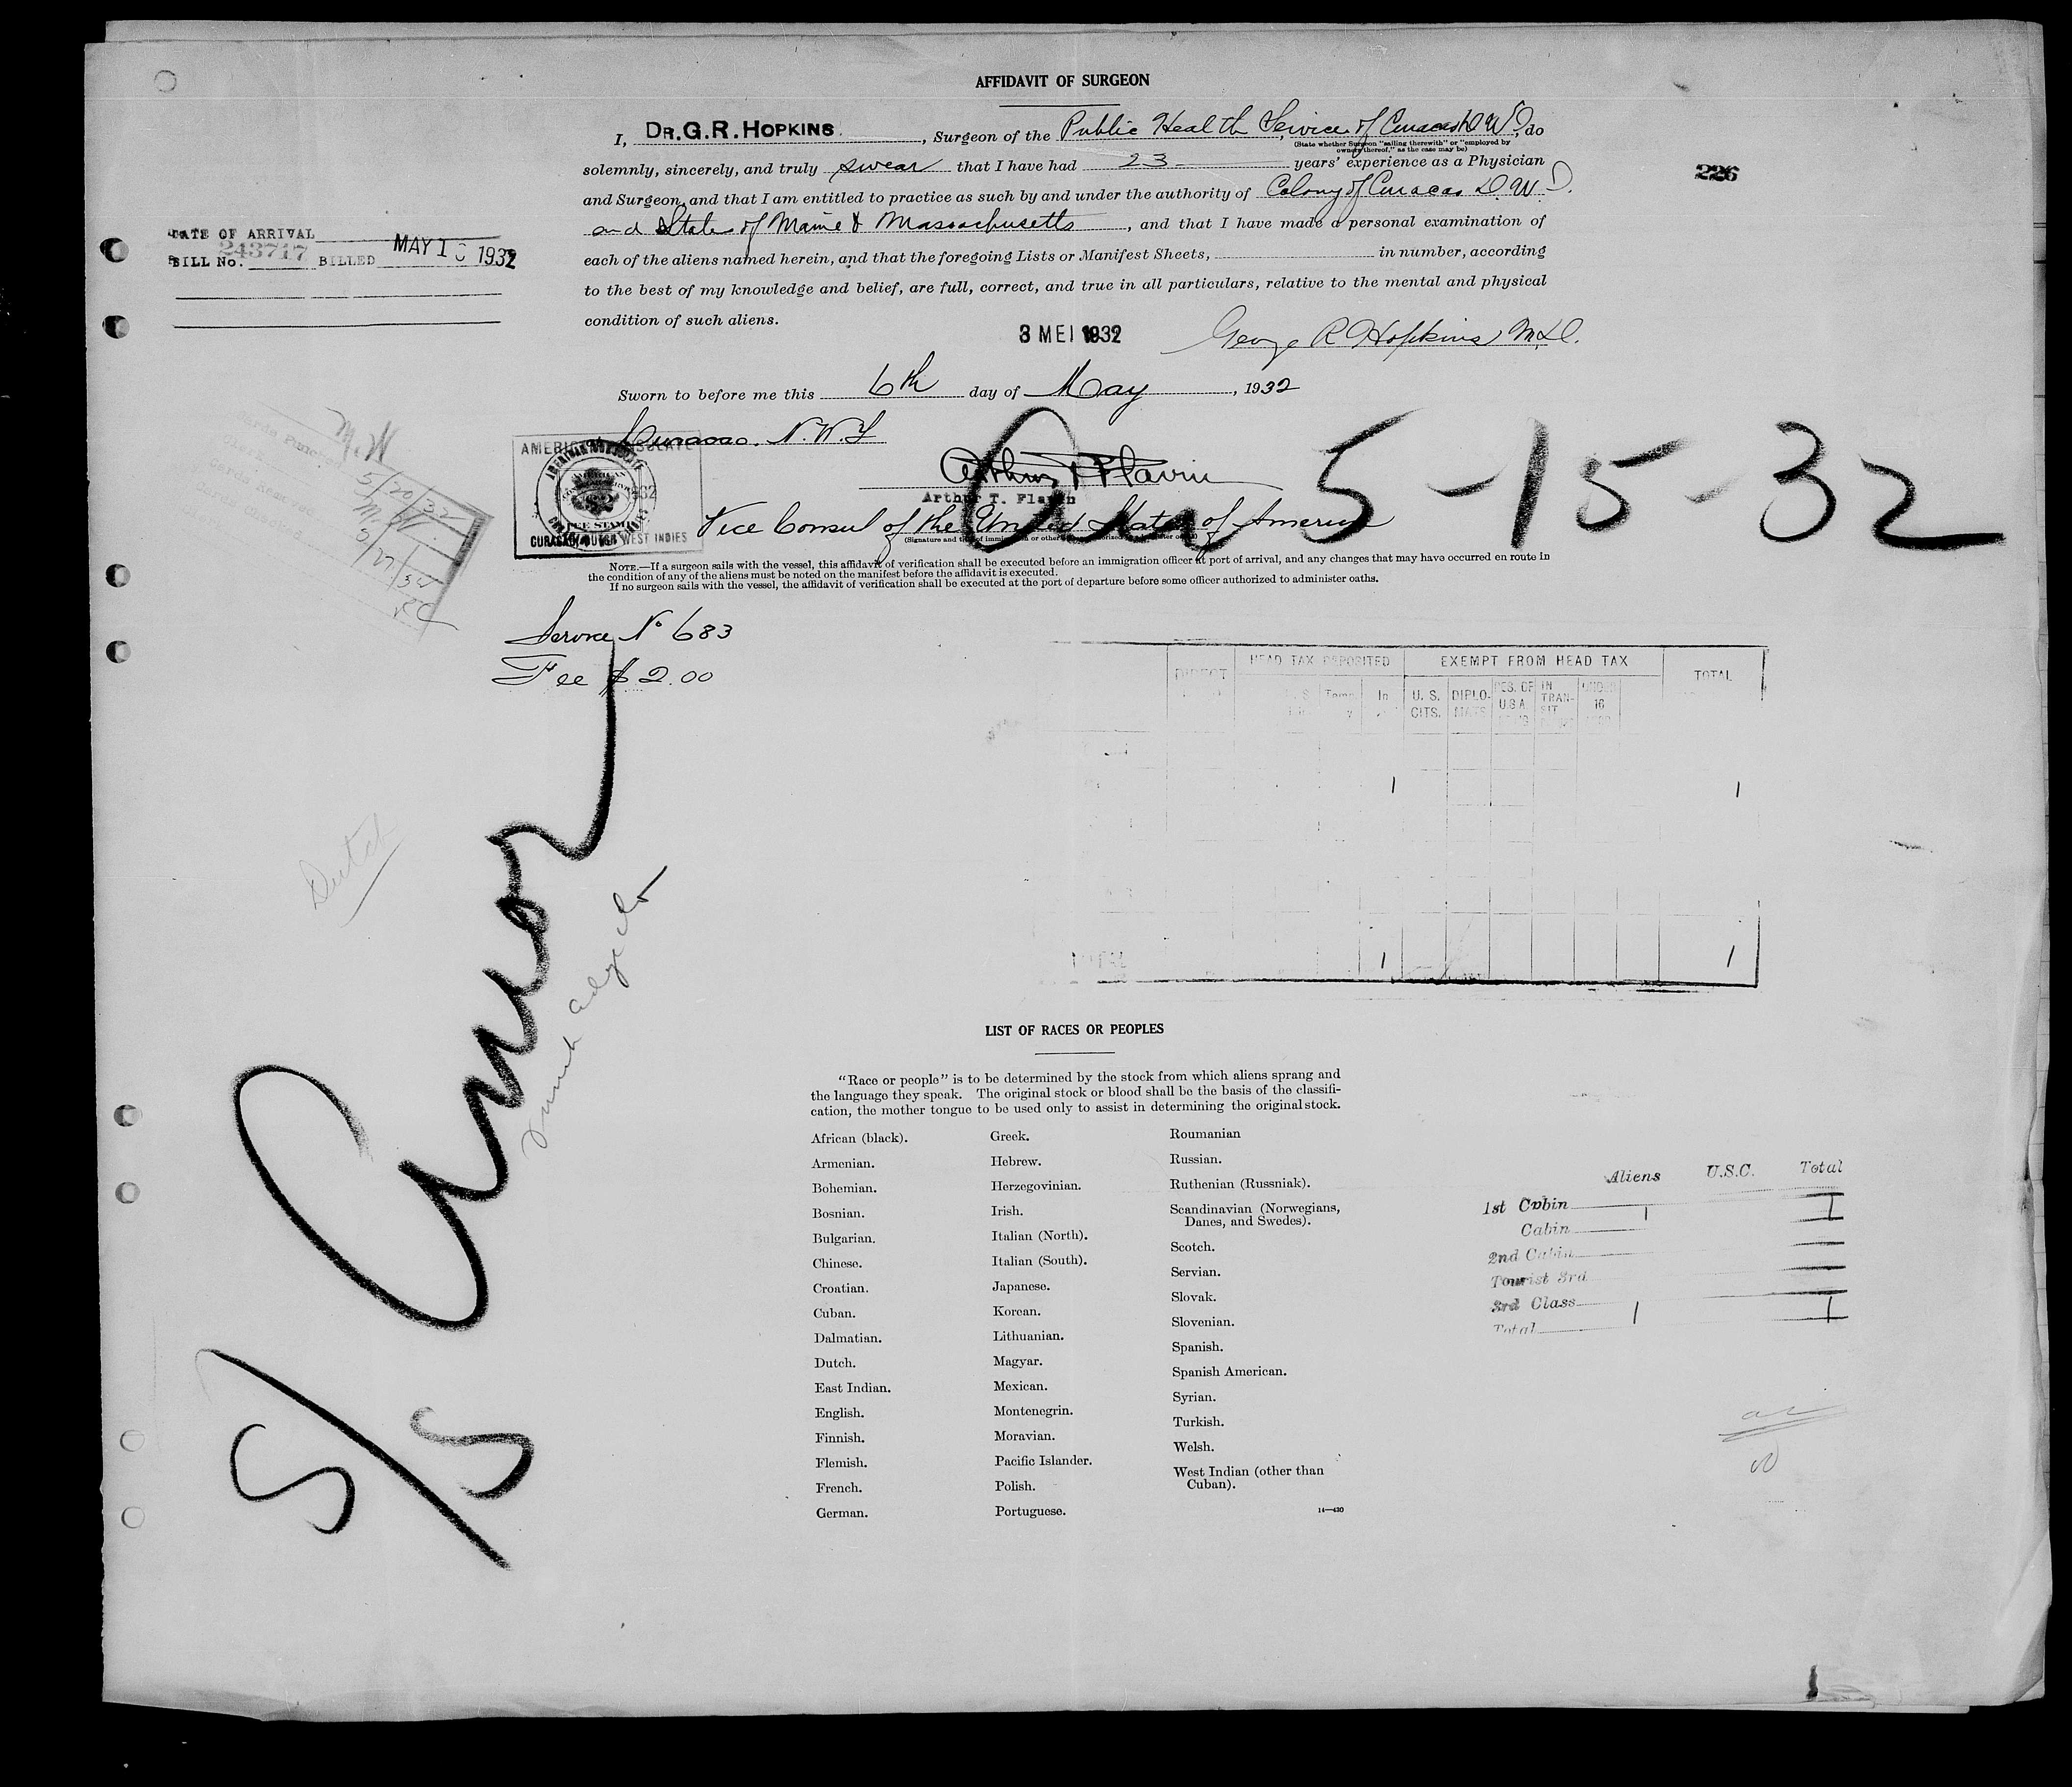 AFFIDAVIT OF SURGEON
I, DR. G. R. HOPKINS, Surgeon of the Public Health Service of Curacao D.W.I., do
(State whether Surgeon "sailing therewith" or "employed by
owners thereof," as the case may be)
solemnly, sincerely, and truly swear that I have had 23 years' experience as a Physician
and Surgeon, and that I am entitled to practice as such by and under the authority of Colony of Curacao D.W.I.
and States of Maine & Massachusetts, and that I have made a personal examination of
each of the aliens named herein, and that the foregoing Lists or Manifest Sheets, in number, according
to the best of my knowledge and belief, are full, correct, and true in all particulars, relative to the mental and physical
condition of such aliens.
226
DATE OF ARRIVAL
243717
BILL No. BILLED MAY 1 1932
3 MEI 1932
George R Hopkins M.D.
Sworn to before me this 6th day of May, 1932
Curacao. N.W.I
AMERICAN CONSULATE
FEE STAMP
CURACAO, DUTCH WEST INDIES
Arthur T Flavin
Arthur T. Flavin
Vice Consul of the United States of America
5-15-32
M.W
5/20/32
5/27/32
NOTE.—If a surgeon sails with the vessel, this affidavit of verification shall be executed before an immigration officer at port of arrival, and any changes that may have occurred en route in
the condition of any of the aliens must be noted on the manifest before the affidavit is executed.
If no surgeon sails with the vessel, the affidavit of verification shall be executed at the port of departure before some officer authorized to administer oaths.
Service No 683
Fee $ 2.00
DIRECT HEAD TAX DEPOSITED EXEMPT FROM HEAD TAX TOTAL
U. S. CITS. DIPLO- MATS RES. OF U.S.A. IN TRAN- SIT UNDER 16
1 1
TOTAL 1 1
Dutch
S/S
LIST OF RACES OR PEOPLES
"Race or people" is to be determined by the stock from which aliens sprang and
the language they speak. The original stock or blood shall be the basis of the classifi-
cation, the mother tongue to be used only to assist in determining the original stock.
African (black).
Armenian.
Bohemian.
Bosnian.
Bulgarian.
Chinese.
Croatian.
Cuban.
Dalmatian.
Dutch.
East Indian.
English.
Finnish.
Flemish.
French.
German.
Greek.
Hebrew.
Herzegovinian.
Irish.
Italian (North).
Italian (South).
Japanese.
Korean.
Lithuanian.
Magyar.
Mexican.
Montenegrin.
Moravian.
Pacific Islander.
Polish.
Portuguese.
Roumanian
Russian.
Ruthenian (Russniak).
Scandinavian (Norwegians,
Danes, and Swedes).
Scotch.
Servian.
Slovak.
Slovenian.
Spanish.
Spanish American.
Syrian.
Turkish.
Welsh.
West Indian (other than
Cuban).
14—430
Aliens U.S.C. Total
1st Cabin 1 1
Cabin
2nd Cabin
Tourist 3rd
3rd Class 1 1
Total